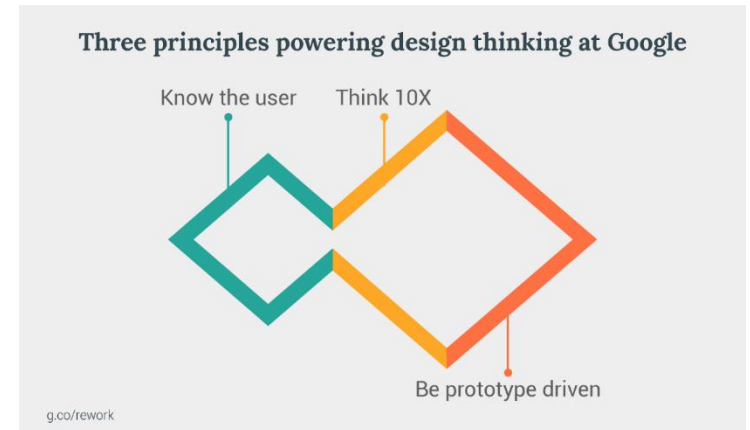 Three principles powering design thinking at Google
Know the user
Think 10X
Be prototype driven
g.co/rework